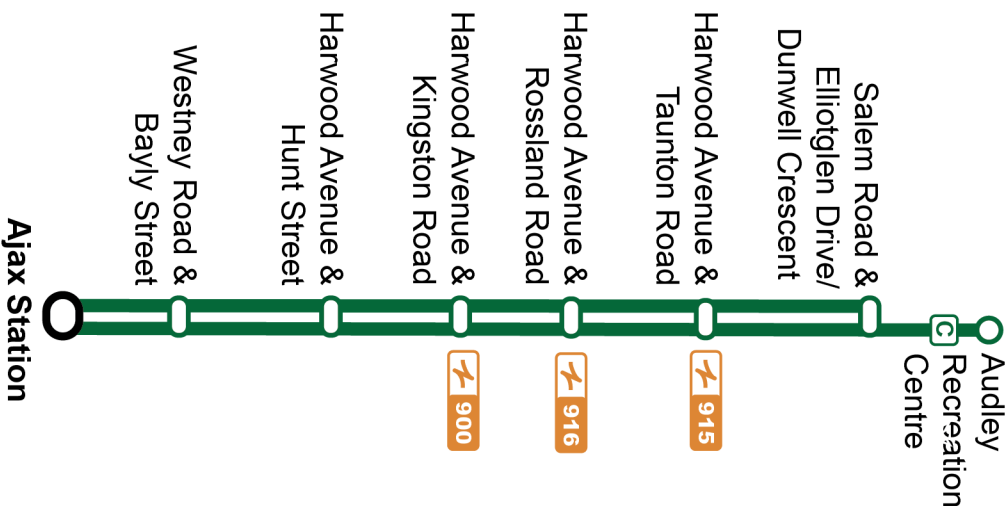 Audley
Recreation
Centre
C
Salem Road &
Elliotglen Drive/
Dunwell Crescent
Harwood Avenue &
Taunton Road
915
Harwood Avenue &
Rossland Road
916
Harwood Avenue &
Kingston Road
900
Harwood Avenue &
Hunt Street
Westney Road &
Bayly Street
Ajax Station